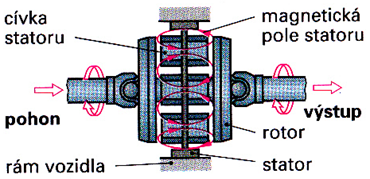 cívka
statoru
magnetická
pole statoru
pohon
výstup
rotor
rám vozidla
stator